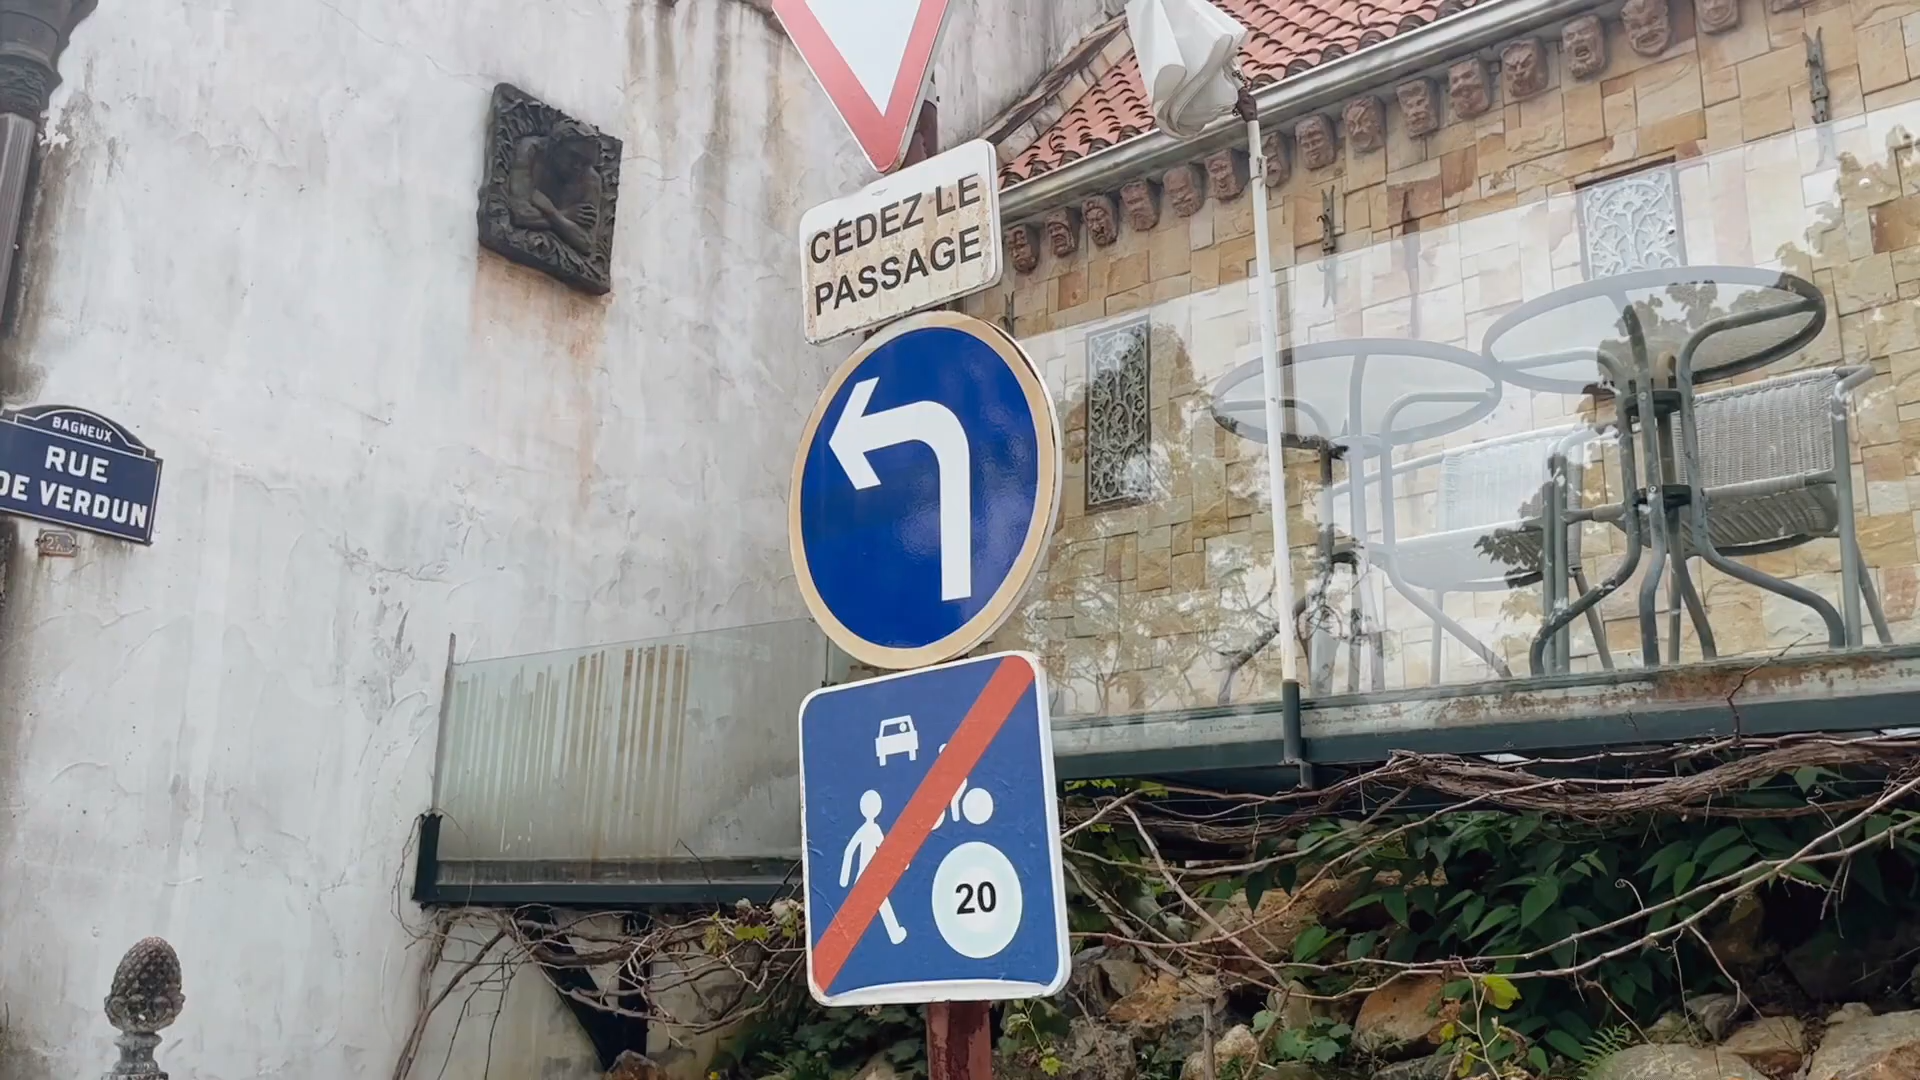 CÉDEZ LE
PASSAGE
BAGNEUX
RUE
DE VERDUN
20